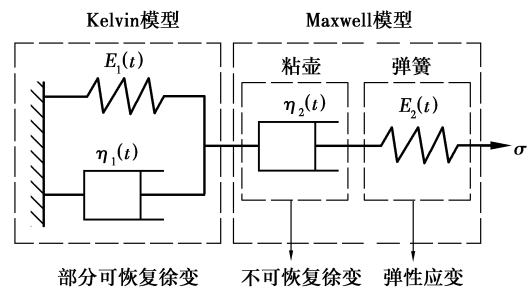 Kelvin模型
Maxwell模型
E₁(t)
粘壶
弹簧
η₁(t)
η₂(t)
E₂(t)
σ
部分可恢复徐变
不可恢复徐变
弹性应变